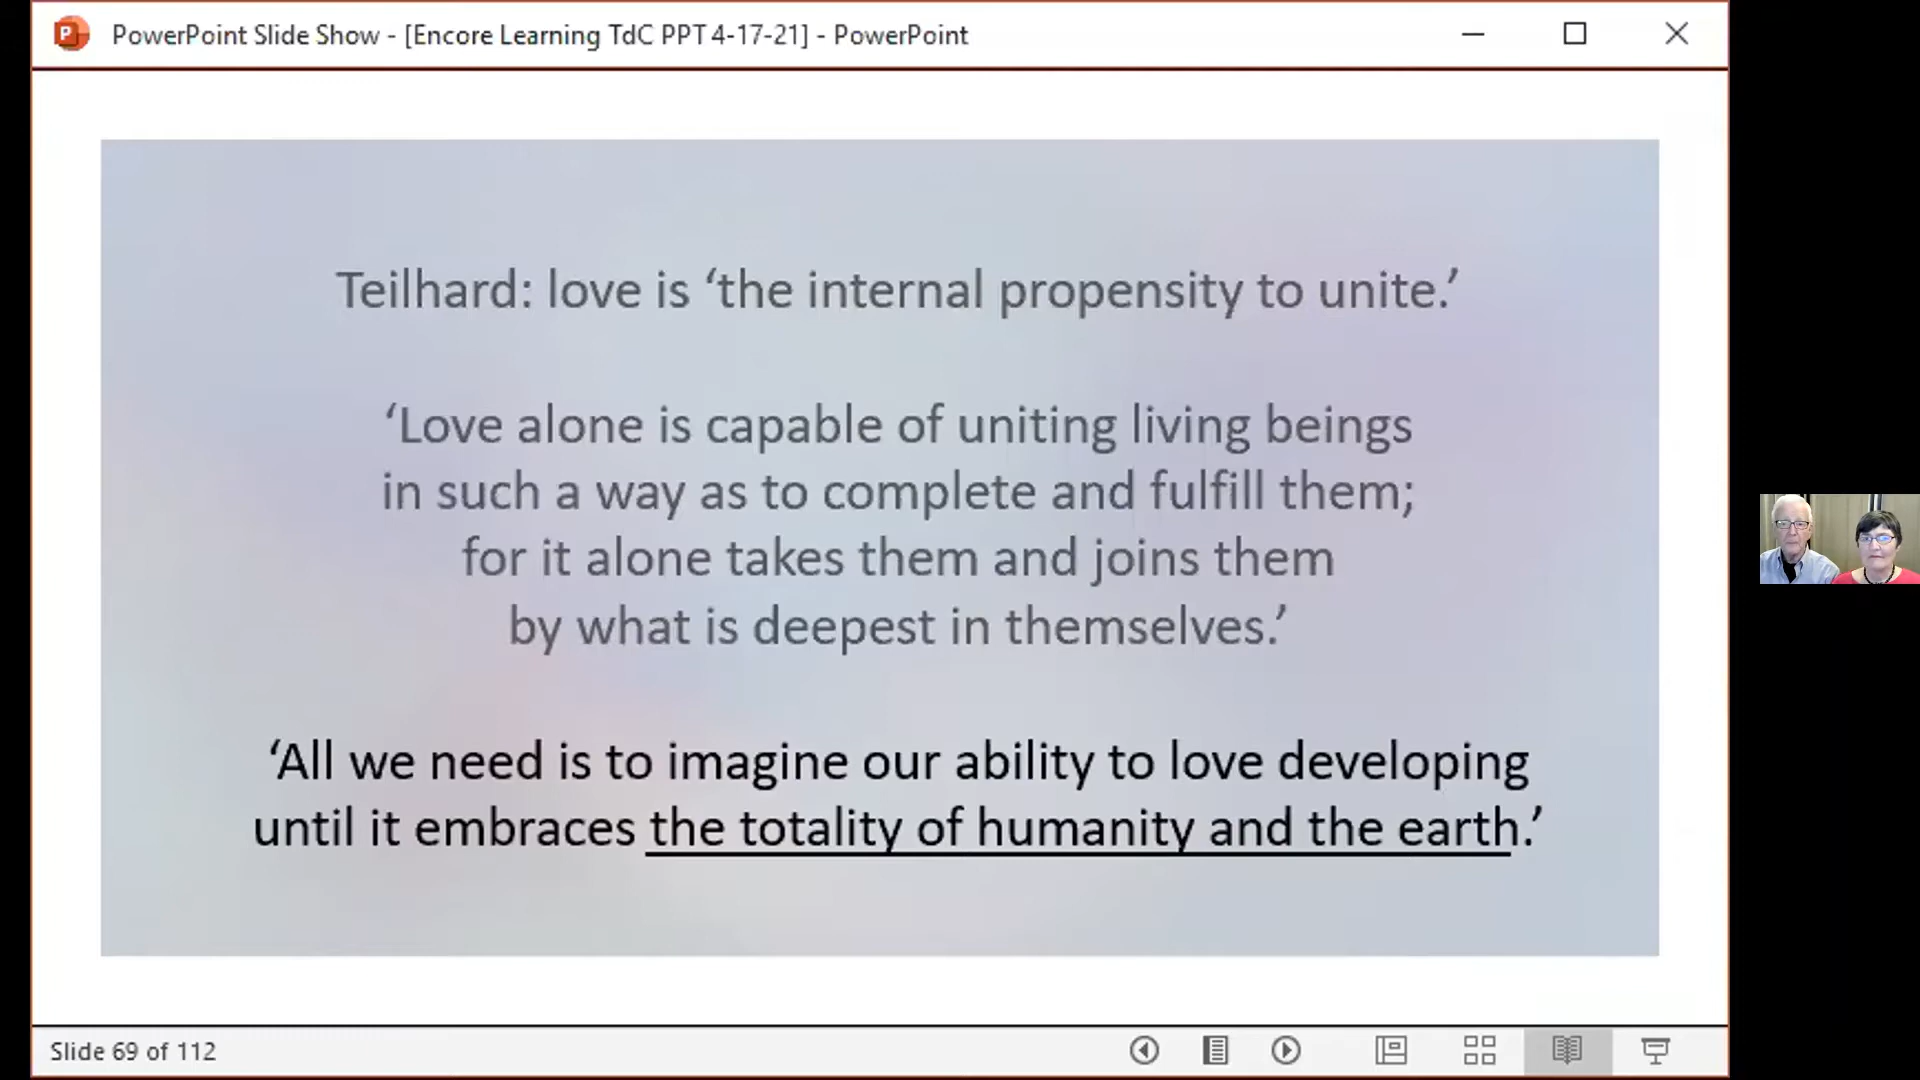 PowerPoint Slide Show - [Encore Learning TdC PPT 4-17-21] - PowerPoint
Teilhard: love is ‘the internal propensity to unite.’
‘Love alone is capable of uniting living beings
in such a way as to complete and fulfill them;
for it alone takes them and joins them
by what is deepest in themselves.’
‘All we need is to imagine our ability to love developing
until it embraces the totality of humanity and the earth.’
Slide 69 of 112